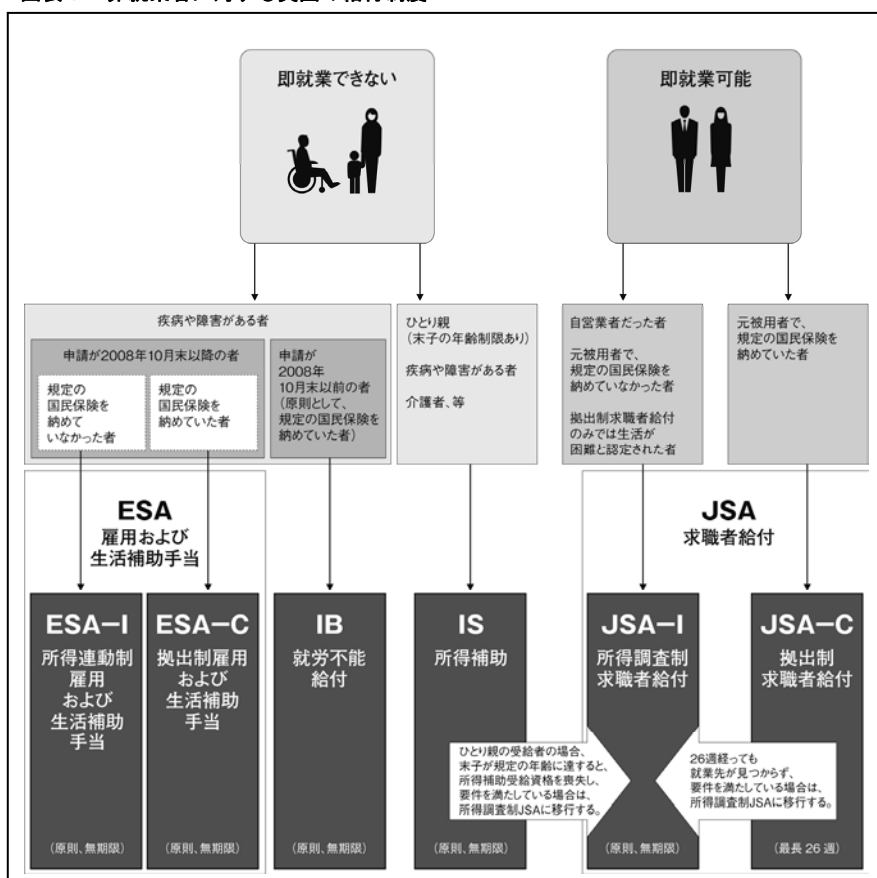 即就業できない
即就業可能
疾病や障害がある者
申請が2008年10月末以降の者
規定の
国民保険を
納めて
いなかった者
規定の
国民保険を
納めていた者
申請が
2008年
10月末以前の者
(原則として、
規定の国民保険を
納めていた者)
ひとり親
(末子の年齢制限あり)
疾病や障害がある者
介護者、等
自営業者だった者
元被用者で、
規定の国民保険を
納めていなかった者
拠出制求職者給付
のみでは生活が
困難と認定された者
元被用者で、
規定の国民保険を
納めていた者
ESA
雇用および
生活補助手当
JSA
求職者給付
ESA-I
所得連動制
雇用
および
生活補助
手当
(原則、無期限)
ESA-C
拠出制雇用
および
生活補助
手当
(原則、無期限)
IB
就労不能
給付
(原則、無期限)
IS
所得補助
(原則、無期限)
JSA-I
所得調査制
求職者給付
(原則、無期限)
JSA-C
拠出制
求職者給付
(最長26週)
ひとり親の受給者の場合、
末子が規定の年齢に達すると、
所得補助受給資格を喪失し、
要件を満たしている場合は、
所得調査制JSAに移行する。
26週経っても
就業先が見つからず、
要件を満たしている場合は、
所得調査制JSAに移行する。